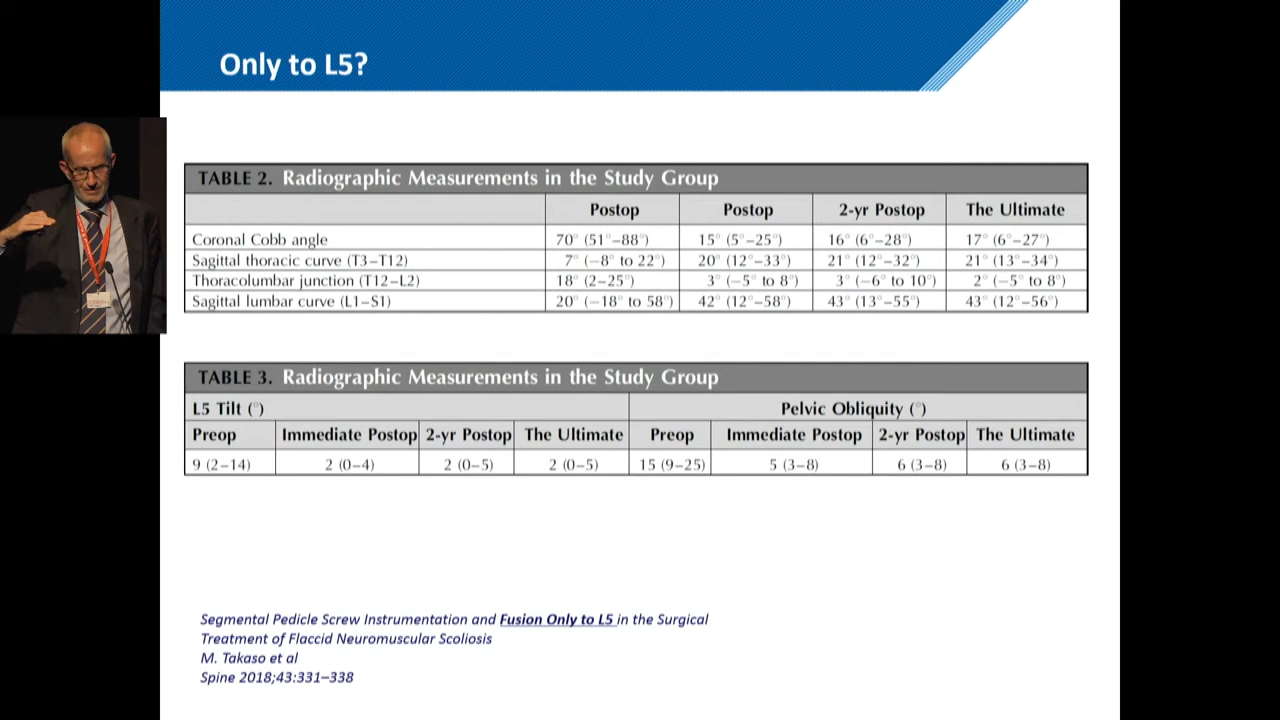 Only to L5?
TABLE 2. Radiographic Measurements in the Study Group
Postop Postop 2-yr Postop The Ultimate
Coronal Cobb angle 70° (51°–88°) 15° (5°–25°) 16° (6°–28°) 17° (6°–27°)
Sagittal thoracic curve (T3–T12) 7° (−8° to 22°) 20° (12°–33°) 21° (12°–32°) 21° (13°–34°)
Thoracolumbar junction (T12–L2) 18° (2–25°) 3° (−5° to 8°) 3° (−6° to 10°) 2° (−5° to 8°)
Sagittal lumbar curve (L1–S1) 20° (−18° to 58°) 42° (12°–58°) 43° (13°–55°) 43° (12°–56°)
TABLE 3. Radiographic Measurements in the Study Group
L5 Tilt (°) Pelvic Obliquity (°)
Preop Immediate Postop 2-yr Postop The Ultimate Preop Immediate Postop 2-yr Postop The Ultimate
9 (2–14) 2 (0–4) 2 (0–5) 2 (0–5) 15 (9–25) 5 (3–8) 6 (3–8) 6 (3–8)
Segmental Pedicle Screw Instrumentation and Fusion Only to L5 in the Surgical
Treatment of Flaccid Neuromuscular Scoliosis
M. Takaso et al
Spine 2018;43:331–338